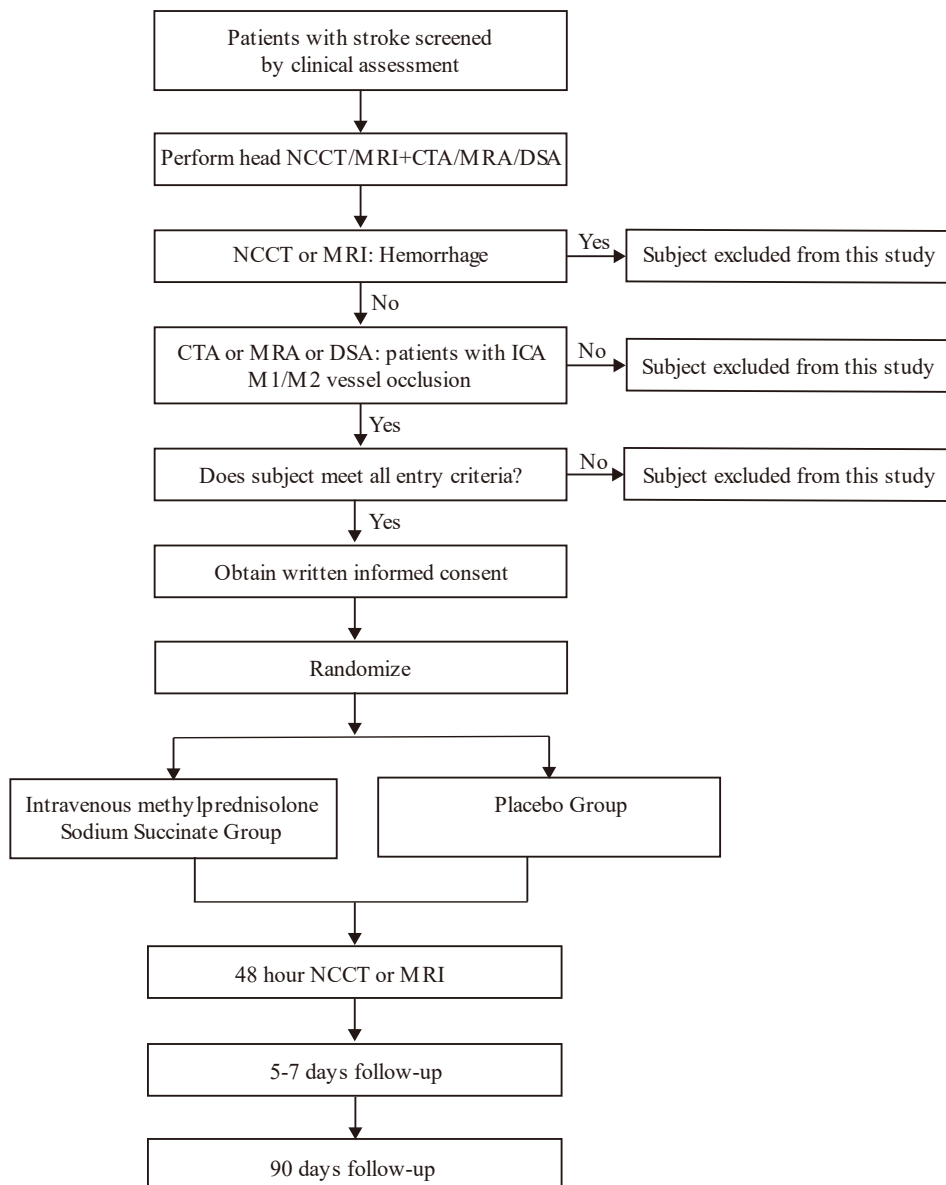 Patients with stroke screened
by clinical assessment
Perform head NCCT/MRI+CTA/MRA/DSA
NCCT or MRI: Hemorrhage
Yes
Subject excluded from this study
No
CTA or MRA or DSA: patients with ICA
M1/M2 vessel occlusion
No
Subject excluded from this study
Yes
Does subject meet all entry criteria?
No
Subject excluded from this study
Yes
Obtain written informed consent
Randomize
Intravenous methylprednisolone
Sodium Succinate Group
Placebo Group
48 hour NCCT or MRI
5-7 days follow-up
90 days follow-up